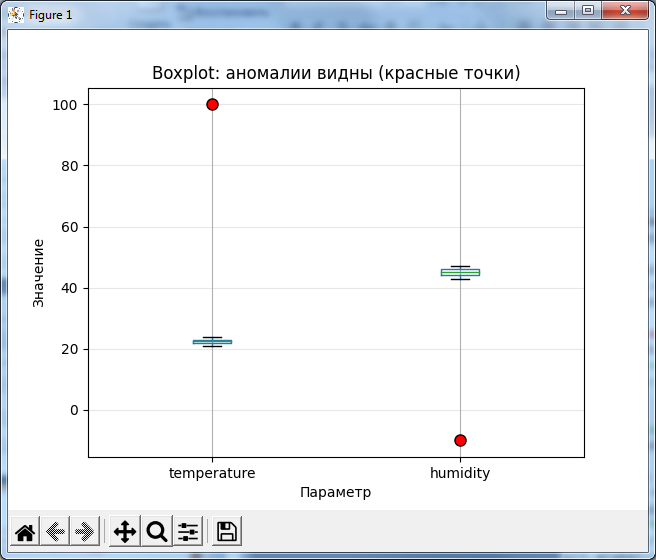 Figure 1
Boxplot: аномалии видны (красные точки)
100
80
60
40
20
0
Значение
temperature humidity
Параметр